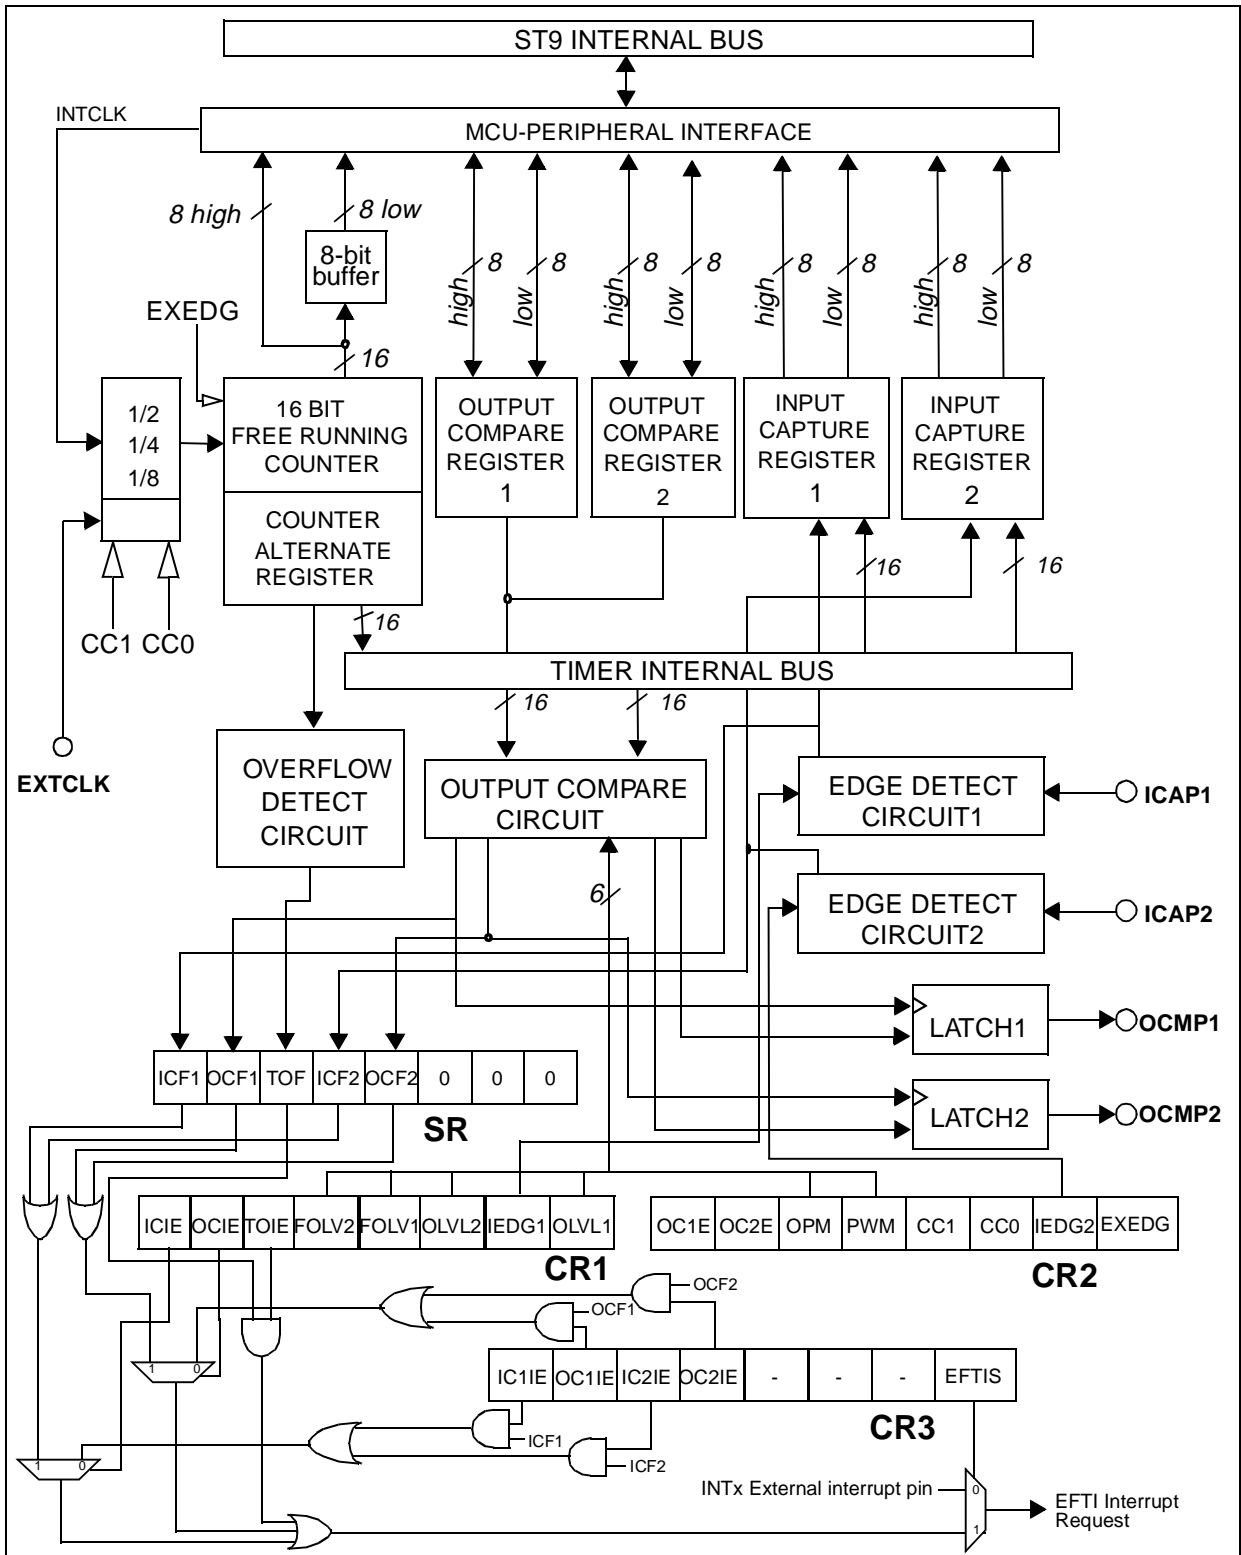 ST9 INTERNAL BUS
INTCLK
MCU-PERIPHERAL INTERFACE
8 high
8 low
8-bit
buffer
high
8
low
8
high
8
low
8
high
8
low
8
high
8
low
8
EXEDG
16
1/2
1/4
1/8
16 BIT
FREE RUNNING
COUNTER
COUNTER
ALTERNATE
REGISTER
OUTPUT
COMPARE
REGISTER
1
OUTPUT
COMPARE
REGISTER
2
INPUT
CAPTURE
REGISTER
1
INPUT
CAPTURE
REGISTER
2
16
16
16
CC1 CC0
TIMER INTERNAL BUS
16
16
EXTCLK
OVERFLOW
DETECT
CIRCUIT
OUTPUT COMPARE
CIRCUIT
EDGE DETECT
CIRCUIT1
ICAP1
6
EDGE DETECT
CIRCUIT2
ICAP2
LATCH1
OCMP1
LATCH2
OCMP2
ICF1 OCF1 TOF ICF2 OCF2 0 0 0
SR
ICIE OCIE TOIE FOLV2 FOLV1 OLVL2 IEDG1 OLVL1
CR1
OC1E OC2E OPM PWM CC1 CC0 IEDG2 EXEDG
CR2
OCF2
OCF1
1 0
IC1IE OC1IE IC2IE OC2IE - - - EFTIS
CR3
ICF1
ICF2
1 0
INTx External interrupt pin
0
1
EFTI Interrupt
Request